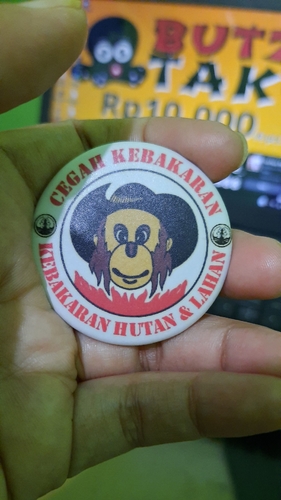 BUTZ
TAK
Rp10.000
CEGAH KEBAKARAN
KEBAKARAN HUTAN & LAHAN